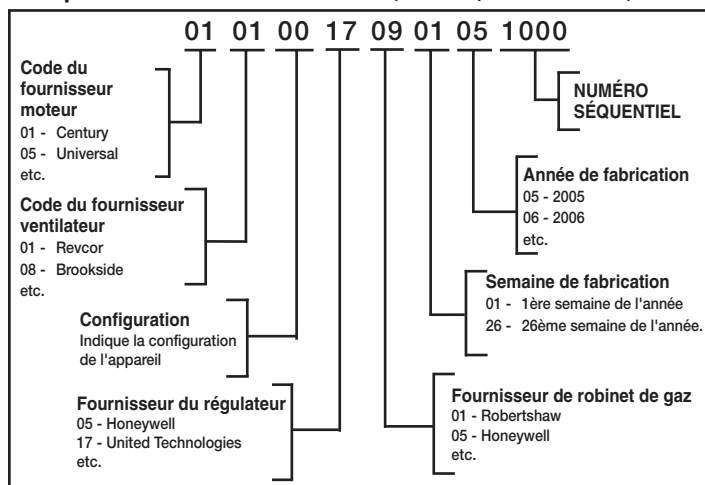 01 01 00 17 09 01 05 1000
Code du
fournisseur
moteur
01 - Century
05 - Universal
etc.
NUMÉRO
SÉQUENTIEL
Année de fabrication
05 - 2005
06 - 2006
etc.
Code du fournisseur
ventilateur
01 - Revcor
08 - Brookside
etc.
Semaine de fabrication
01 - 1ère semaine de l'année
26 - 26ème semaine de l'année.
Configuration
Indique la configuration
de l'appareil
Fournisseur du régulateur
05 - Honeywell
17 - United Technologies
etc.
Fournisseur de robinet de gaz
01 - Robertshaw
05 - Honeywell
etc.